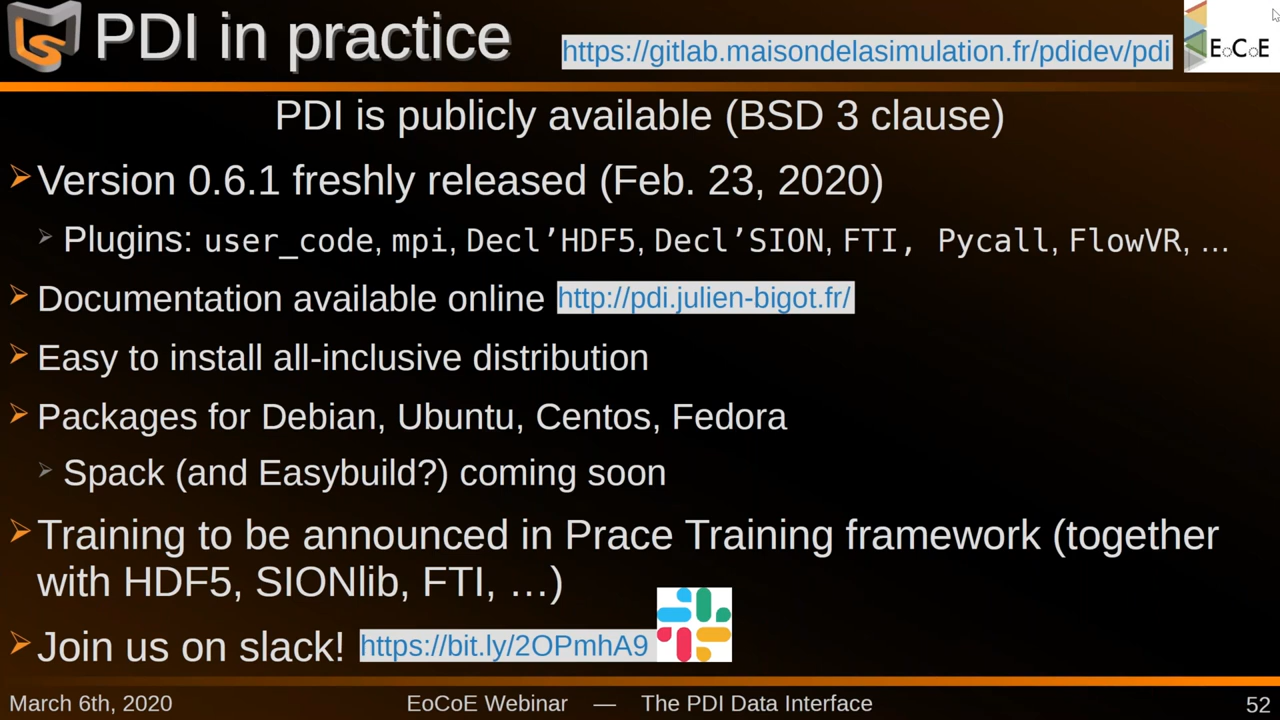 PDI in practice
https://gitlab.maisondelasimulation.fr/pdidev/pdi
EoCoE
PDI is publicly available (BSD 3 clause)
Version 0.6.1 freshly released (Feb. 23, 2020)
Plugins: user_code, mpi, Decl’HDF5, Decl’SION, FTI, Pycall, FlowVR, …
Documentation available online http://pdi.julien-bigot.fr/
Easy to install all-inclusive distribution
Packages for Debian, Ubuntu, Centos, Fedora
Spack (and Easybuild?) coming soon
Training to be announced in Prace Training framework (together
with HDF5, SIONlib, FTI, …)
Join us on slack! https://bit.ly/2OPmhA9
March 6th, 2020 EoCoE Webinar — The PDI Data Interface 52